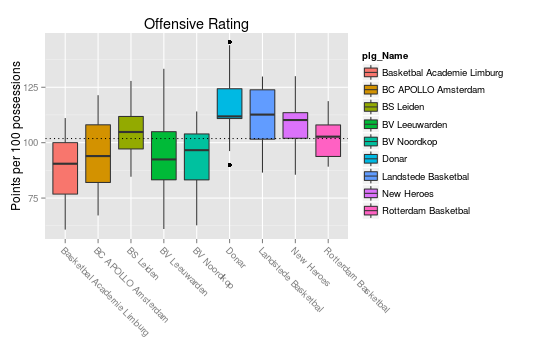 Offensive Rating
Points per 100 possessions
125
100
75
Basketbal Academie Limburg
BC APOLLO Amsterdam
BS Leiden
BV Leeuwarden
BV Noordkop
Donar
Landstede Basketbal
New Heroes
Rotterdam Basketbal
plg_Name
Basketbal Academie Limburg
BC APOLLO Amsterdam
BS Leiden
BV Leeuwarden
BV Noordkop
Donar
Landstede Basketbal
New Heroes
Rotterdam Basketbal